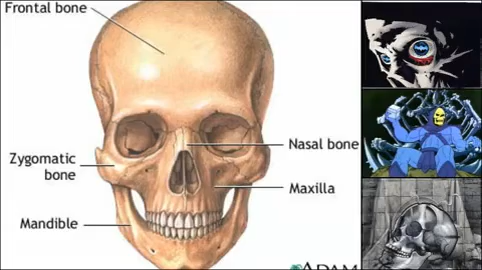 Frontal bone
Nasal bone
Zygomatic
bone
Maxilla
Mandible
ADAM